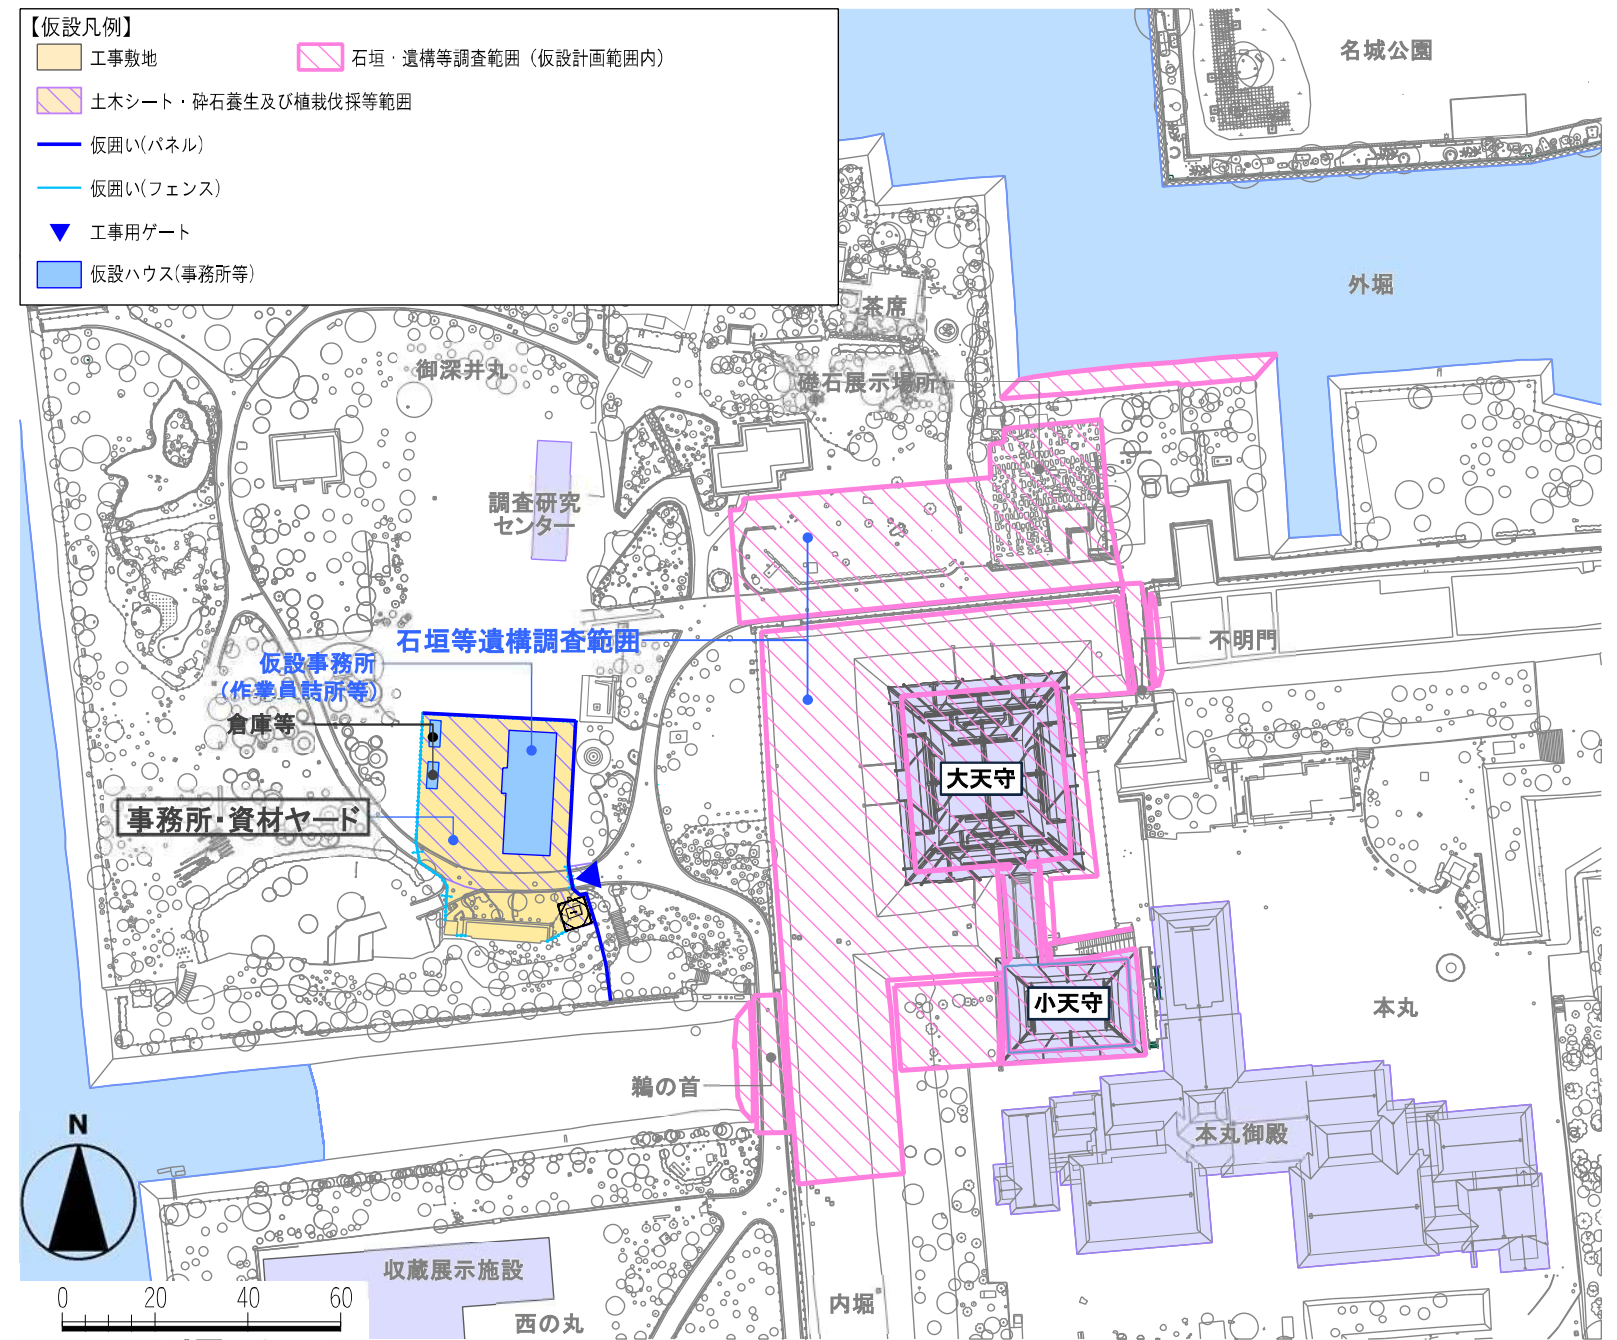 【仮設凡例】
工事敷地
石垣・遺構等調査範囲（仮設計画範囲内）
土木シート・砕石養生及び植栽伐採等範囲
仮囲い(パネル)
仮囲い(フェンス)
工事用ゲート
仮設ハウス(事務所等)
名城公園
外堀
茶席
御深井丸
礎石展示場所
調査研究
センター
石垣等遺構調査範囲
不明門
仮設事務所
(作業員詰所等)
倉庫等
大天守
事務所・資材ヤード
小天守
本丸
鵜の首
本丸御殿
N
収蔵展示施設
西の丸
内堀
0 20 40 60